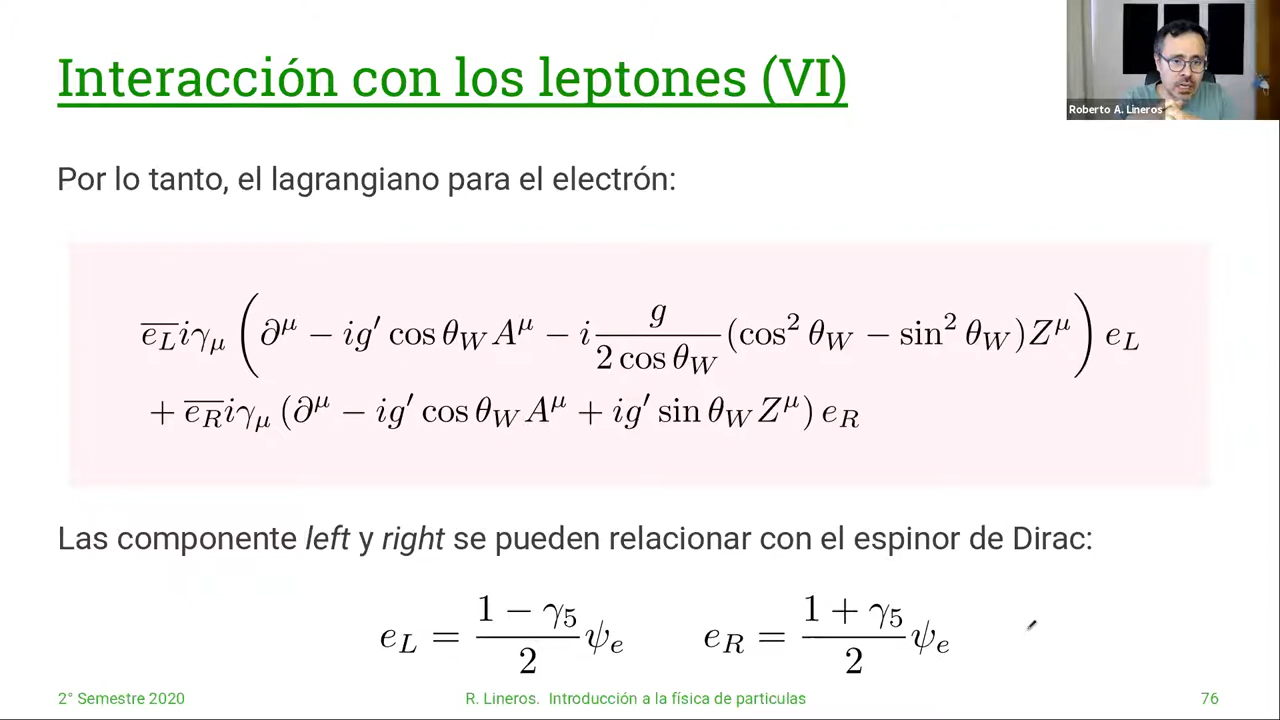 Interacción con los leptones (VI)
Roberto A. Lineros
Por lo tanto, el lagrangiano para el electrón:
$\overline{e_L} i\gamma_\mu \left( \partial^\mu - ig' \cos\theta_W A^\mu - i\frac{g}{2\cos\theta_W} (\cos^2\theta_W - \sin^2\theta_W) Z^\mu \right) e_L$
$+ \overline{e_R} i\gamma_\mu \left( \partial^\mu - ig' \cos\theta_W A^\mu + ig' \sin\theta_W Z^\mu \right) e_R$
Las componente left y right se pueden relacionar con el espinor de Dirac:
$e_L = \frac{1 - \gamma_5}{2} \psi_e \qquad e_R = \frac{1 + \gamma_5}{2} \psi_e$
2° Semestre 2020 R. Lineros. Introducción a la física de particulas 76